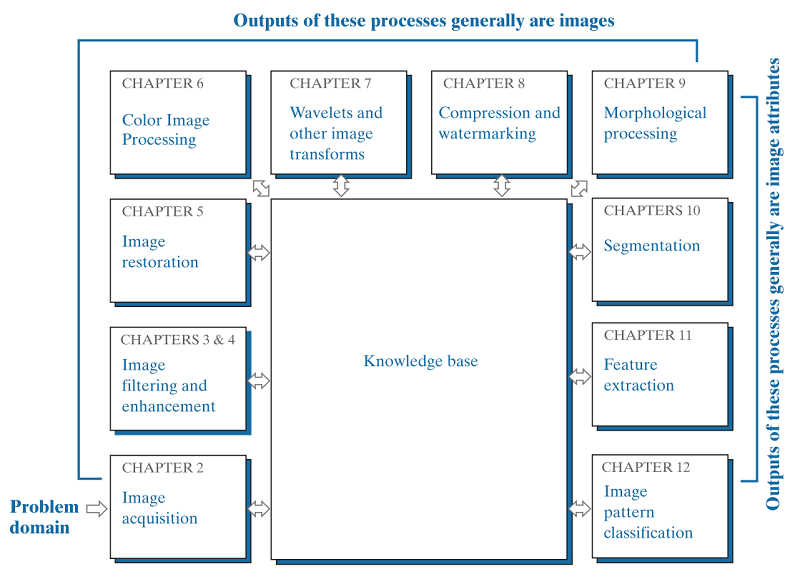 Outputs of these processes generally are images
CHAPTER 6
Color Image
Processing
CHAPTER 7
Wavelets and
other image
transforms
CHAPTER 8
Compression and
watermarking
CHAPTER 9
Morphological
processing
CHAPTER 5
Image
restoration
CHAPTERS 10
Segmentation
CHAPTERS 3 & 4
Image
filtering and
enhancement
Knowledge base
CHAPTER 11
Feature
extraction
CHAPTER 2
Image
acquisition
CHAPTER 12
Image
pattern
classification
Problem
domain
Outputs of these processes generally are image attributes